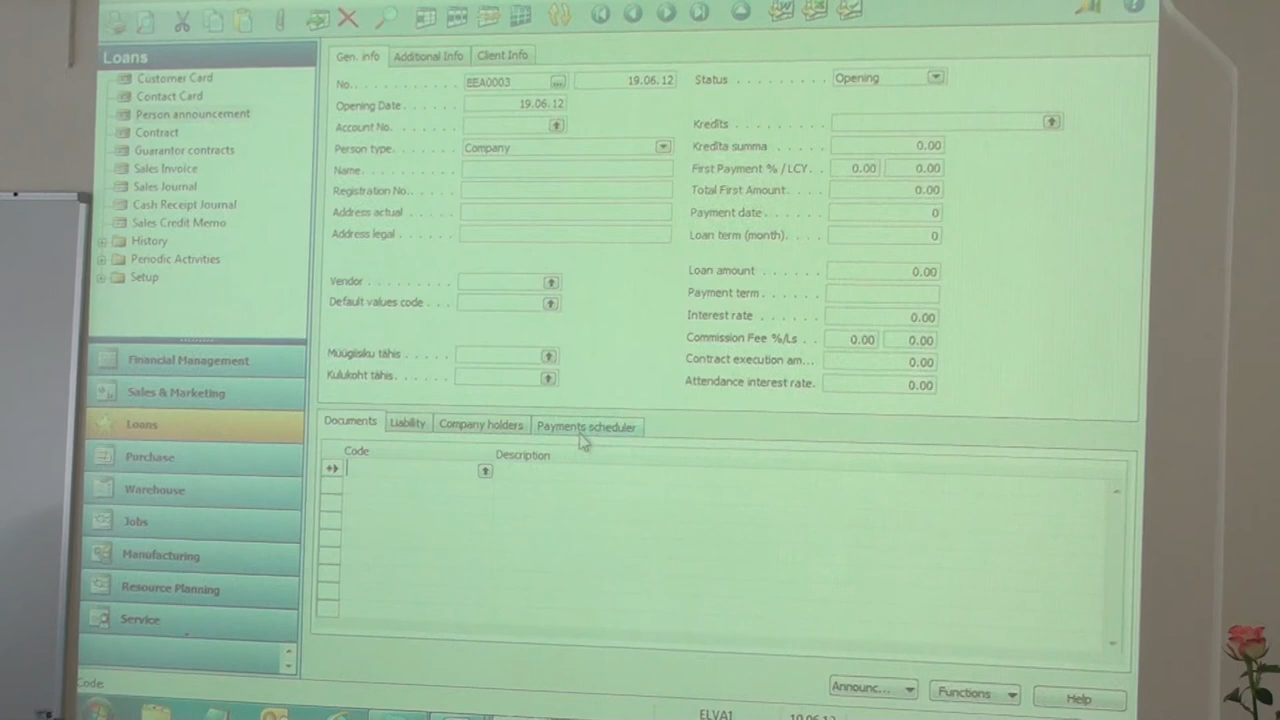 Loans
Customer Card
Contact Card
Person announcement
Contract
Guarantor contracts
Sales Invoice
Sales Journal
Cash Receipt Journal
Sales Credit Memo
History
Periodic Activities
Setup
Financial Management
Sales & Marketing
Loans
Purchase
Warehouse
Jobs
Manufacturing
Resource Planning
Service
Gen. info Additional Info Client Info
No. EEA0003 19.06.12
Opening Date 19.06.12
Account No.
Person type. Company
Name
Registration No.
Address actual
Address legal
Vendor
Default values code
Müügisiku tähis
Kulukoht tähis
Status Opening
Kredits
Kredita summa 0.00
First Payment % / LCY. 0.00 0.00
Total First Amount. 0.00
Payment date 0
Loan term (month). 0
Loan amount 0.00
Payment term
Interest rate 0.00
Commission Fee %/Ls 0.00 0.00
Contract execution am... 0.00
Attendance interest rate. 0.00
Documents Liability Company holders Payments scheduler
Code Description
Announc... Functions Help
Code
ELVA1 19.06.12